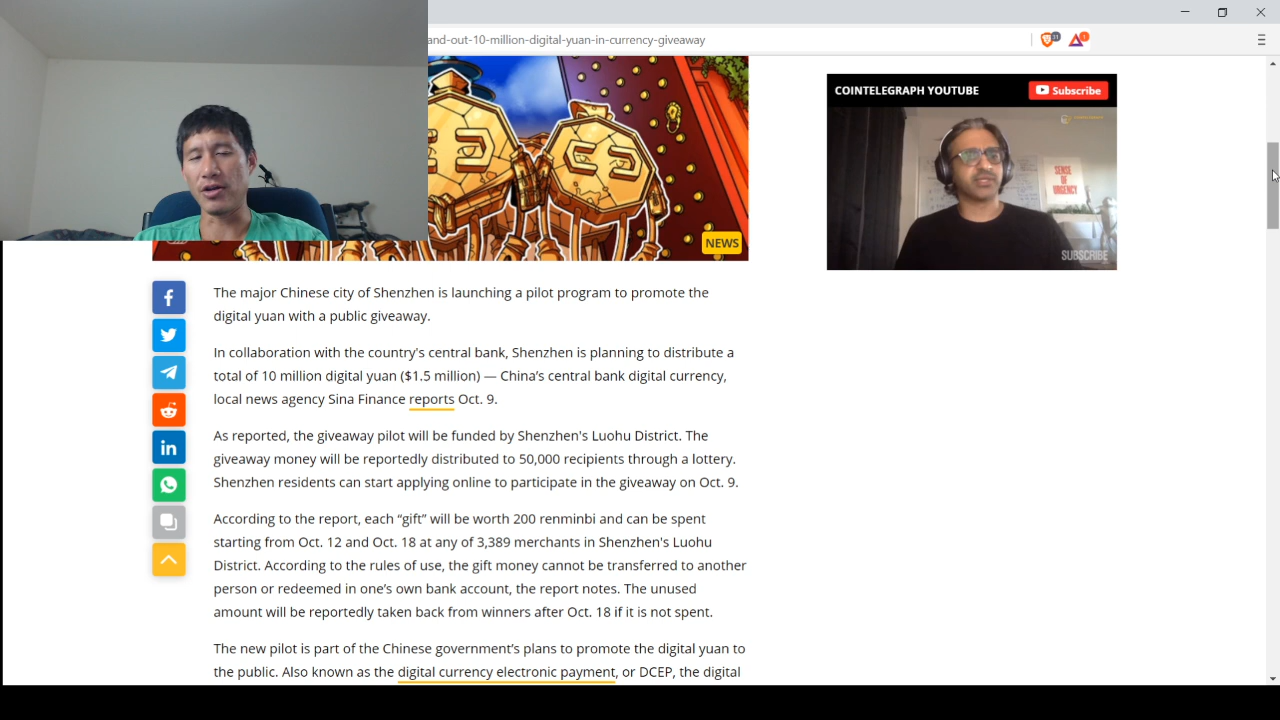 and-out-10-million-digital-yuan-in-currency-giveaway
COINTELEGRAPH YOUTUBE
Subscribe
SENSE
OF
URGENCY
SUBSCRIBE
NEWS
The major Chinese city of Shenzhen is launching a pilot program to promote the
digital yuan with a public giveaway.
In collaboration with the country's central bank, Shenzhen is planning to distribute a
total of 10 million digital yuan ($1.5 million) — China’s central bank digital currency,
local news agency Sina Finance reports Oct. 9.
As reported, the giveaway pilot will be funded by Shenzhen's Luohu District. The
giveaway money will be reportedly distributed to 50,000 recipients through a lottery.
Shenzhen residents can start applying online to participate in the giveaway on Oct. 9.
According to the report, each “gift” will be worth 200 renminbi and can be spent
starting from Oct. 12 and Oct. 18 at any of 3,389 merchants in Shenzhen's Luohu
District. According to the rules of use, the gift money cannot be transferred to another
person or redeemed in one’s own bank account, the report notes. The unused
amount will be reportedly taken back from winners after Oct. 18 if it is not spent.
The new pilot is part of the Chinese government’s plans to promote the digital yuan to
the public. Also known as the digital currency electronic payment, or DCEP, the digital